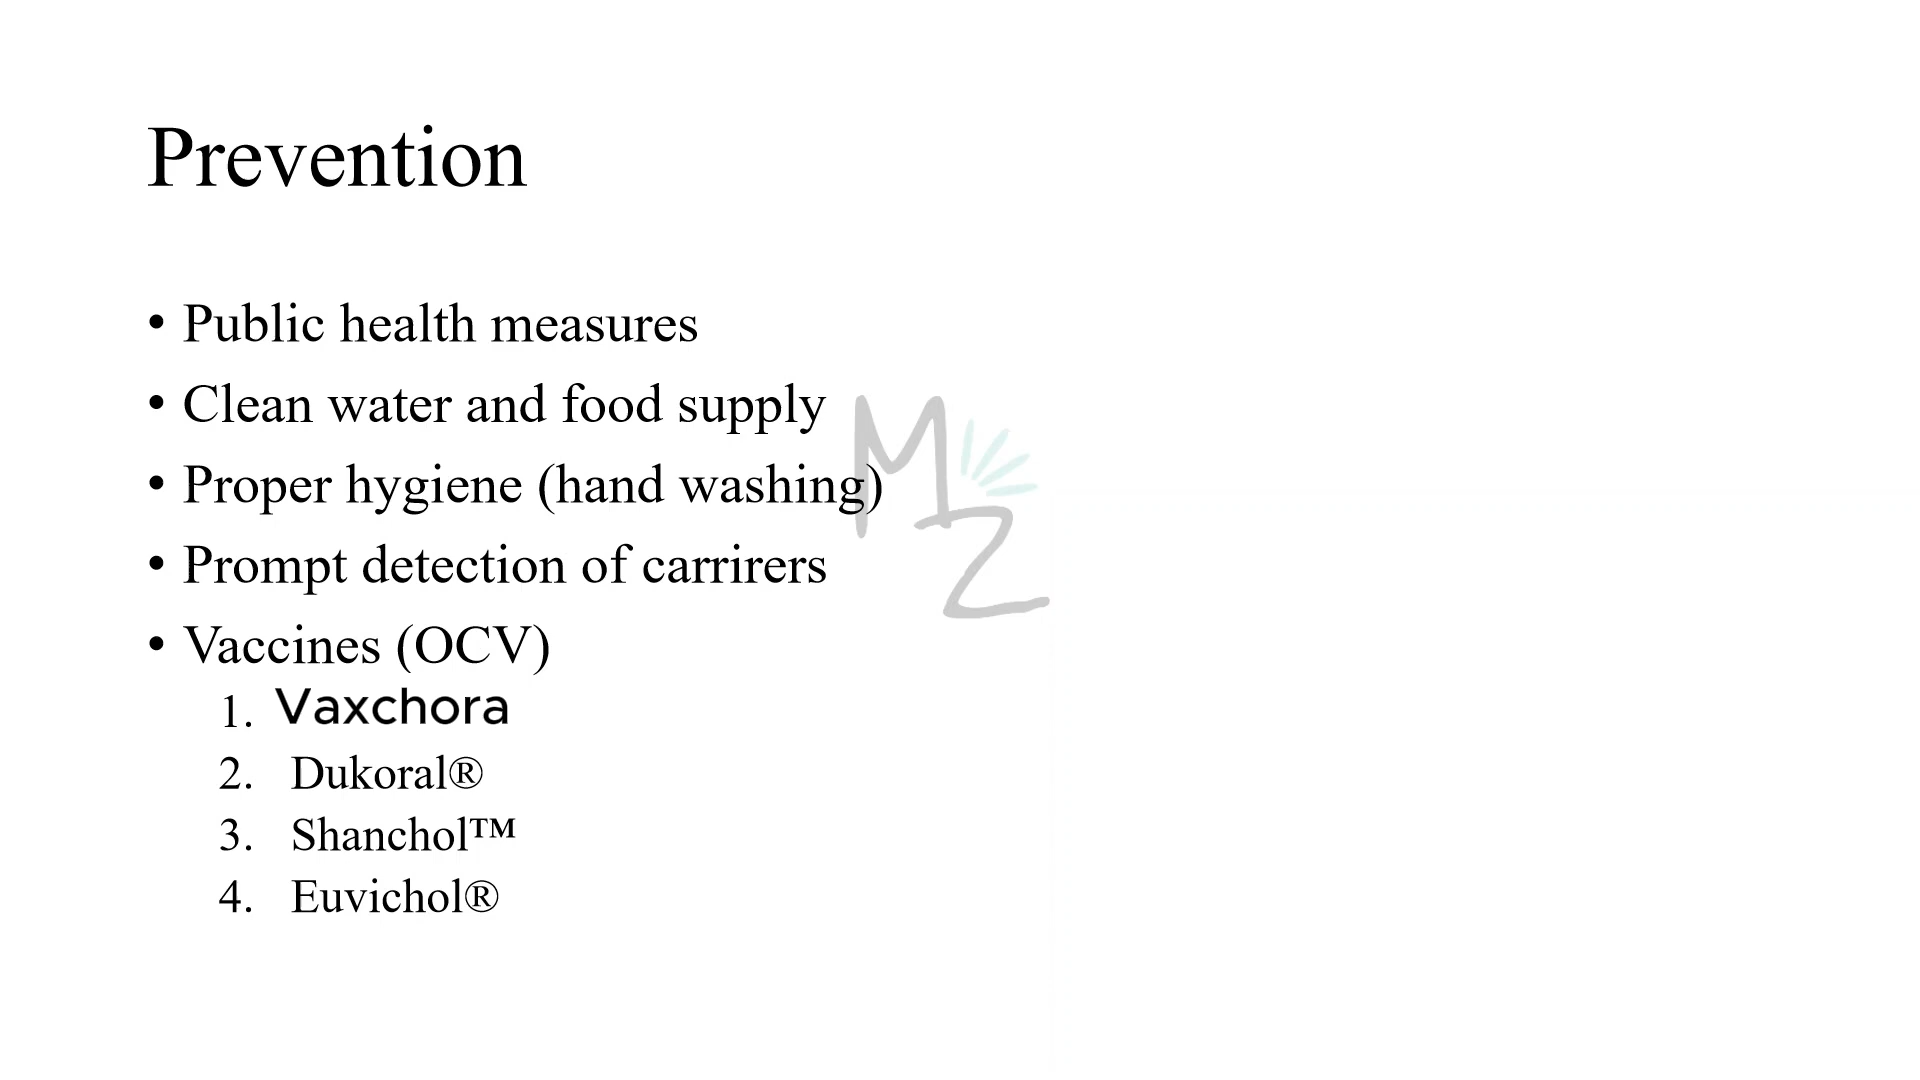 Prevention
• Public health measures
• Clean water and food supply
• Proper hygiene (hand washing)
• Prompt detection of carrirers
• Vaccines (OCV)
1. Vaxchora
2. Dukoral®
3. Shanchol™
4. Euvichol®
MZ